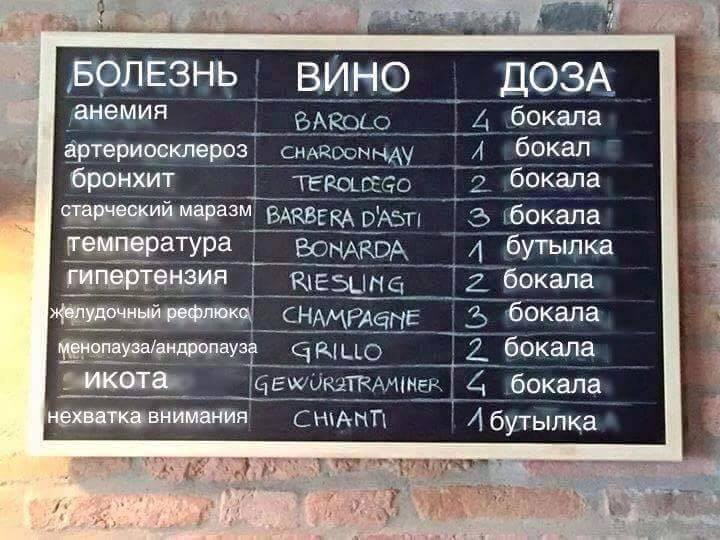 БОЛЕЗНЬ ВИНО ДОЗА
анемия BAROLO 4 бокала
артериосклероз CHARDONNAY 1 бокал
бронхит TEROLDEGO 2 бокала
старческий маразм BARBERA D'ASTI 3 бокала
температура BONARDA 1 бутылка
гипертензия RIESLING 2 бокала
желудочный рефлюкс CHAMPAGNE 3 бокала
менопауза/андропауза GRILLO 2 бокала
икота GEWÜRZTRAMINER 4 бокала
нехватка внимания CHIANTI 1 бутылка